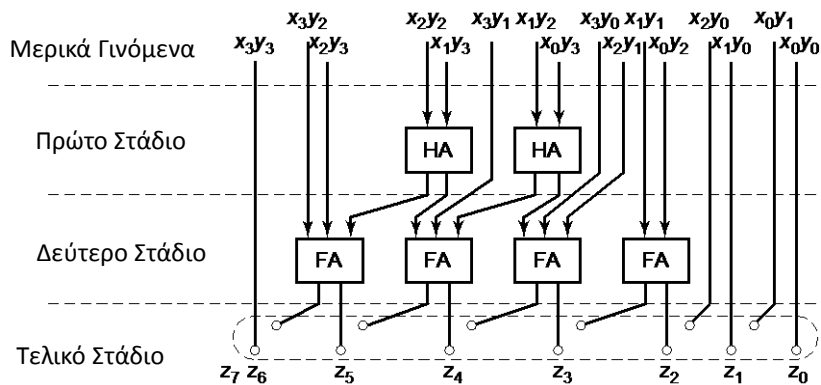 x₃y₂ x₂y₂ x₃y₁ x₁y₂ x₃y₀ x₁y₁ x₂y₀ x₀y₁
Μερικά Γινόμενα x₃y₃ x₂y₃ x₁y₃ x₀y₃ x₂y₁ x₀y₂ x₁y₀ x₀y₀
Πρώτο Στάδιο HA HA
Δεύτερο Στάδιο FA FA FA FA
Τελικό Στάδιο
z₇ z₆ z₅ z₄ z₃ z₂ z₁ z₀